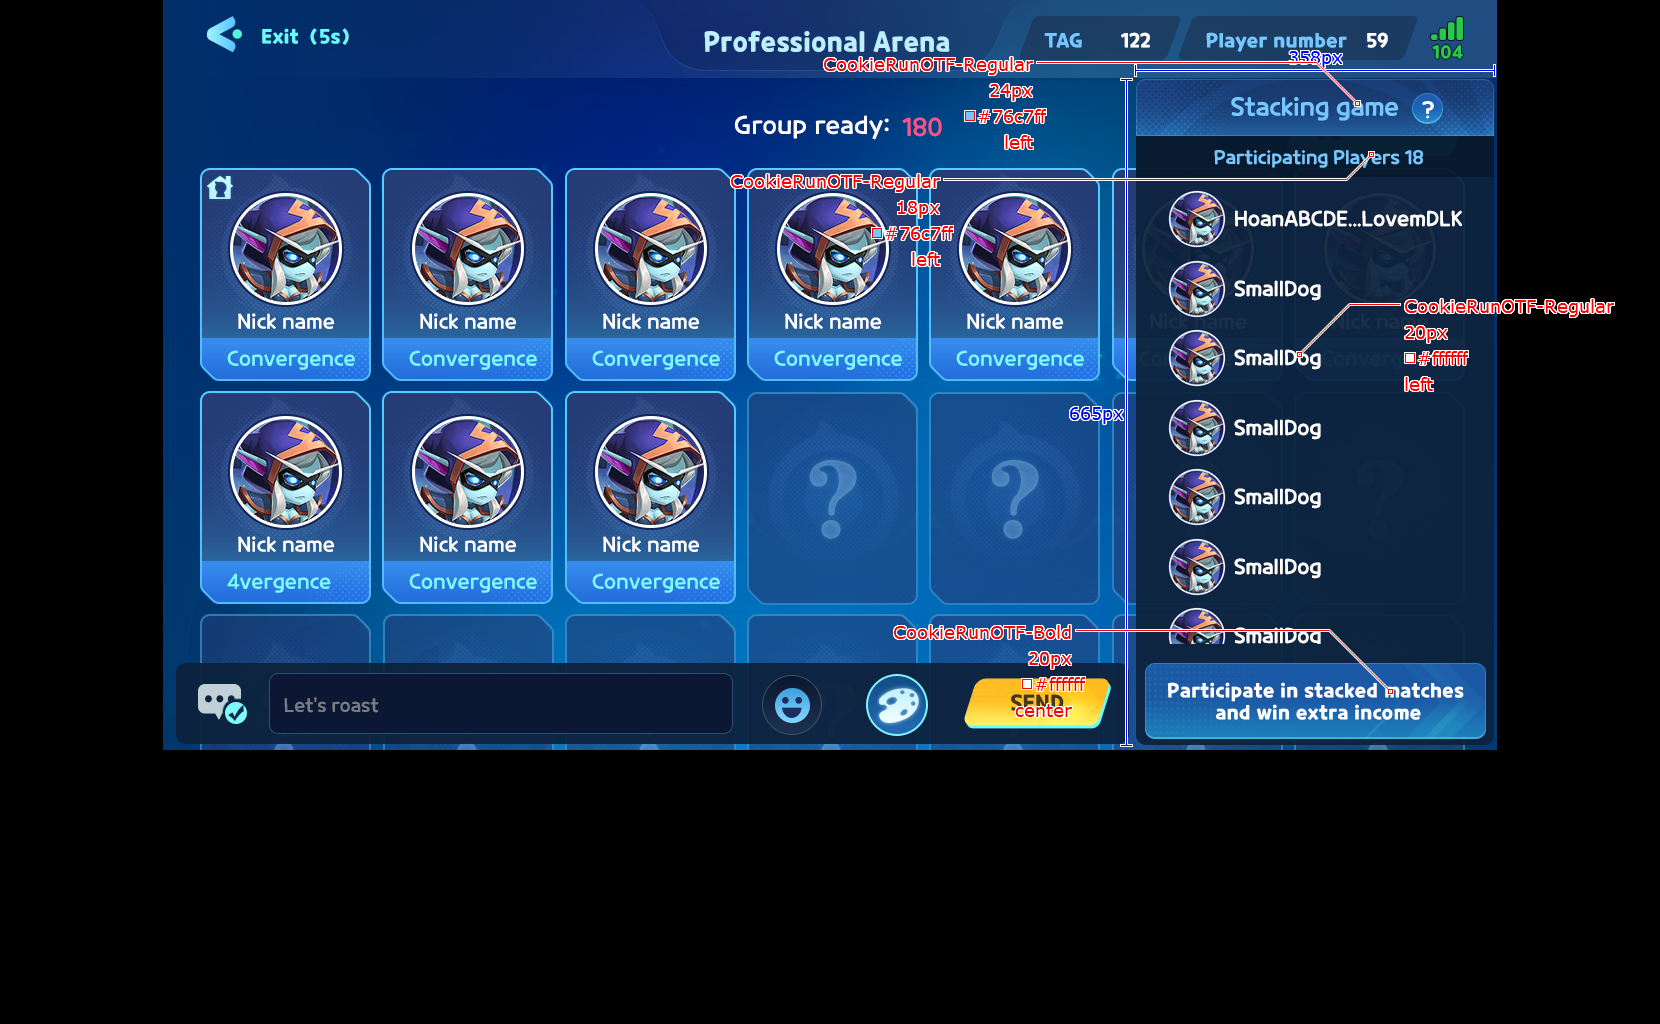 Exit (5s)
Professional Arena
TAG 122
Player number 59
104
CookieRunOTF-Regular
24px
#76c7ff
left
358px
Stacking game ?
Group ready: 180
Participating Players 18
CookieRunOTF-Regular
18px
#76c7ff
left
HoanABCDE...LovemDLK
SmallDog
SmallDog
SmallDog
SmallDog
SmallDog
SmallDog
CookieRunOTF-Regular
20px
#ffffff
left
Nick name
Nick name
Nick name
Nick name
Nick name
Convergence
Convergence
Convergence
Convergence
Convergence
665px
? ?
Nick name
Nick name
Nick name
4vergence
Convergence
Convergence
CookieRunOTF-Bold
20px
#ffffff
center
Let's roast
SEND
Participate in stacked matches
and win extra income